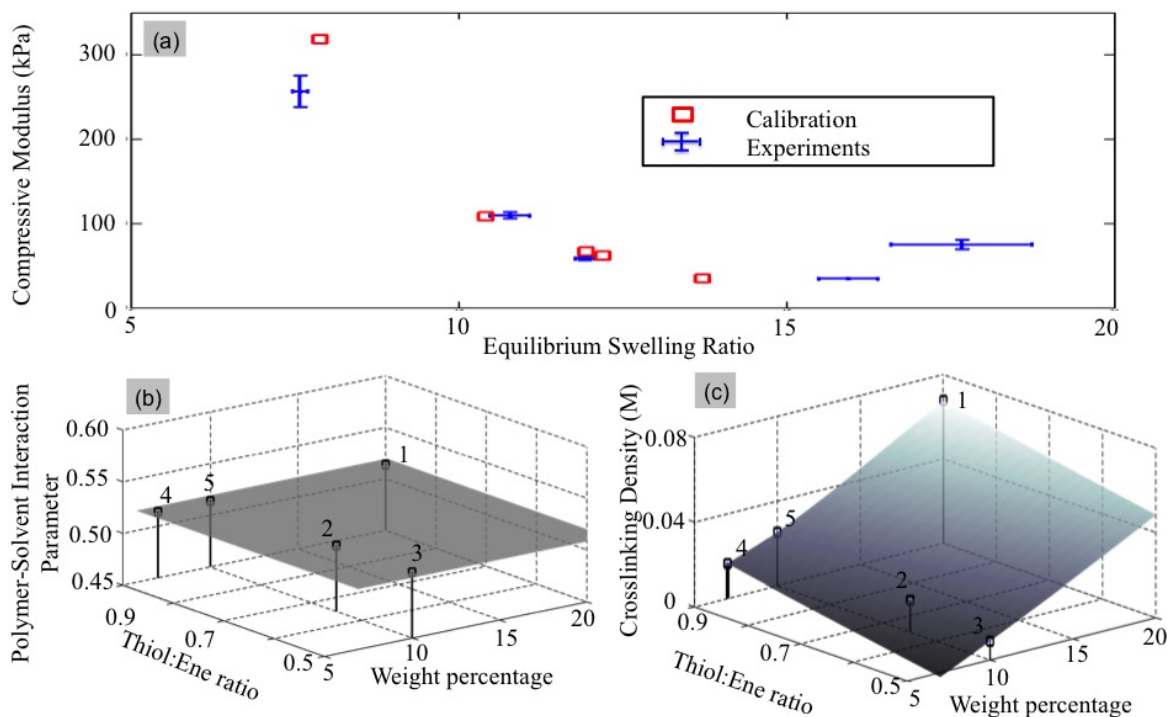 Compressive Modulus (kPa)
300
200
100
0
(a)
Calibration
Experiments
5
10
15
20
Equilibrium Swelling Ratio
Polymer-Solvent Interaction
Parameter
(b)
0.60
0.55
0.50
0.45
4
5
1
2
3
0.9
0.7
0.5
5
10
15
20
Thiol:Ene ratio
Weight percentage
Crosslinking Density (M)
(c)
0.08
0.04
0
1
5
4
2
3
0.9
0.7
0.5
5
10
15
20
Thiol:Ene ratio
Weight percentage